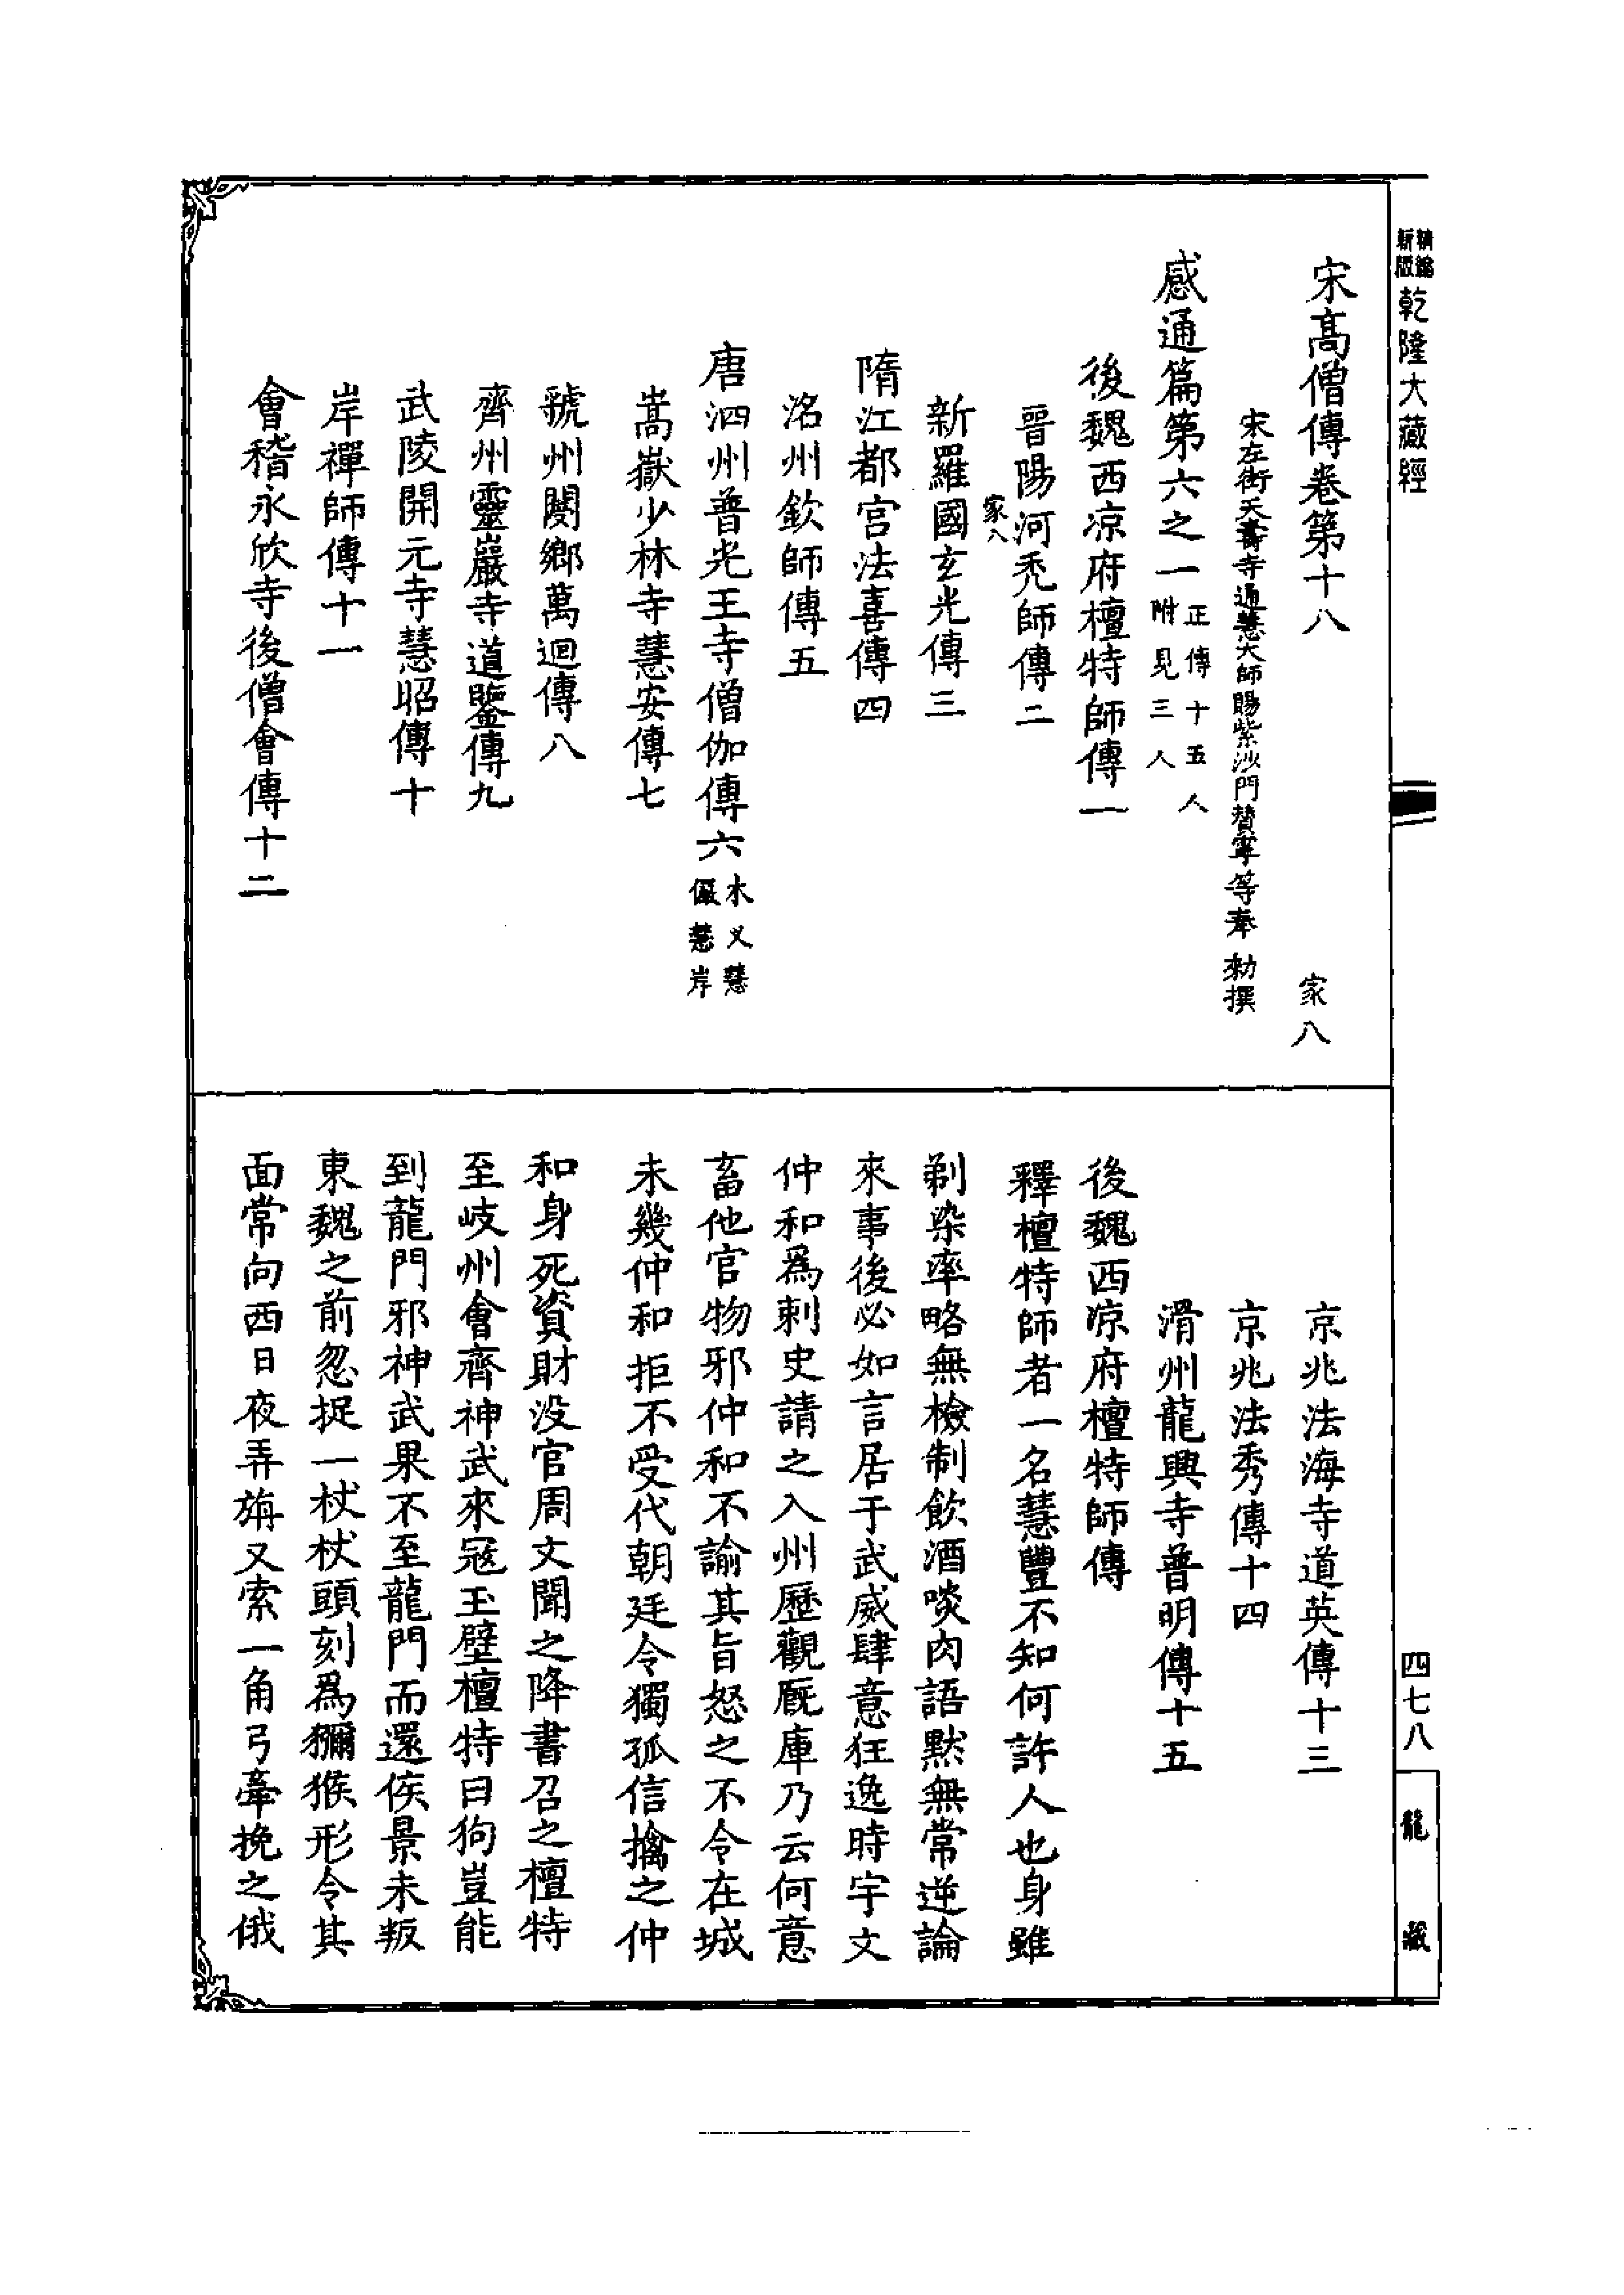 精編
新版
乾隆大藏經
宋髙僧傳卷第十八
家八
宋左街天壽寺通慧大師賜紫沙門贊寧等奉　勅撰
感通篇第六之一
正傳十五人
附見三人
後魏西凉府檀特師傳一
晉陽河禿師傳二
家八
新羅國玄光傳三
隋江都宮法喜傳四
洺州欽師傳五
唐泗州普光王寺僧伽傳六
木义慧
儼慧岸
嵩嶽少林寺慧安傳七
虢州閿鄉萬迴傳八
齊州靈巖寺道鑒傳九
武陵開元寺慧昭傳十
岸禪師傳十一
會稽永欣寺後僧會傳十二
京兆法海寺道英傳十三
京兆法秀傳十四
滑州龍興寺普明傳十五
後魏西凉府檀特師傳
釋檀特師者一名慧豐不知何許人也身雖
剃染率略無檢制飲酒啖肉語默無常逆論
來事後必如言居于武威肆意狂逸時宇文
仲和爲刺史請之入州歷觀厩庫乃云何意
畜他官物邪仲和不諭其旨怒之不令在城
未幾仲和拒不受代朝廷令獨孤信擒之仲
和身死資財没官周文聞之降書召之檀特
至岐州會齊神武來冦玉壁檀特曰狗豈能
到龍門邪神武果不至龍門而還侯景未叛
東魏之前忽捉一杖杖頭刻爲獼猴形令其
面常向西日夜弄旃又索一角弓牽挽之俄
四七八
龍藏